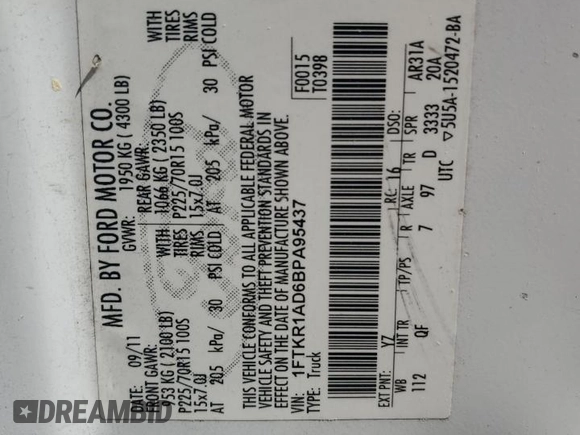 MFD. BY FORD MOTOR CO.
DATE: 09/11 GVWR: 1950 KG ( 4300 LB)
FRONT GAWR: REAR GAWR:
953 KG ( 2100 LB) WITH 1066 KG ( 2350 LB) WITH
P225/70R15 100S TIRES P225/70R15 100S TIRES
15x7.0J RIMS 15x7.0J RIMS
AT 205 kPa/ 30 PSI COLD AT 205 kPa/ 30 PSI COLD
THIS VEHICLE CONFORMS TO ALL APPLICABLE FEDERAL MOTOR
VEHICLE SAFETY AND THEFT PREVENTION STANDARDS IN
EFFECT ON THE DATE OF MANUFACTURE SHOWN ABOVE.
VIN: 1FTKR1AD6BPA95437 F0015
TYPE: Truck T0398
EXT PNT: YZ RC: 16 DSO:
WB INT TR TP/PS R AXLE TR SPR AR31A
112 QF 7 97 D 3333 20A
UTC ▽5U5A-1520472-BA
DREAMBID